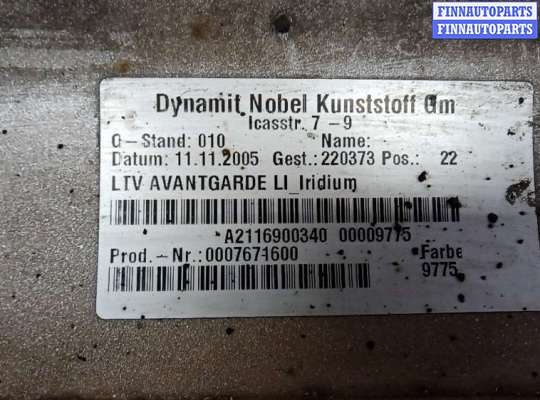 FINNAUTOPARTS
FINNAUTOPARTS
Dynamit Nobel Kunststoff Gm
Icasstr. 7 - 9
Q - Stand: 010 Name:
Datum: 11.11.2005 Gest.: 220373 Pos.: 22
LTV AVANTGARDE LI_Iridium
A2116900340 00009775
Prod. - Nr.: 0007671600 Farbe
9775